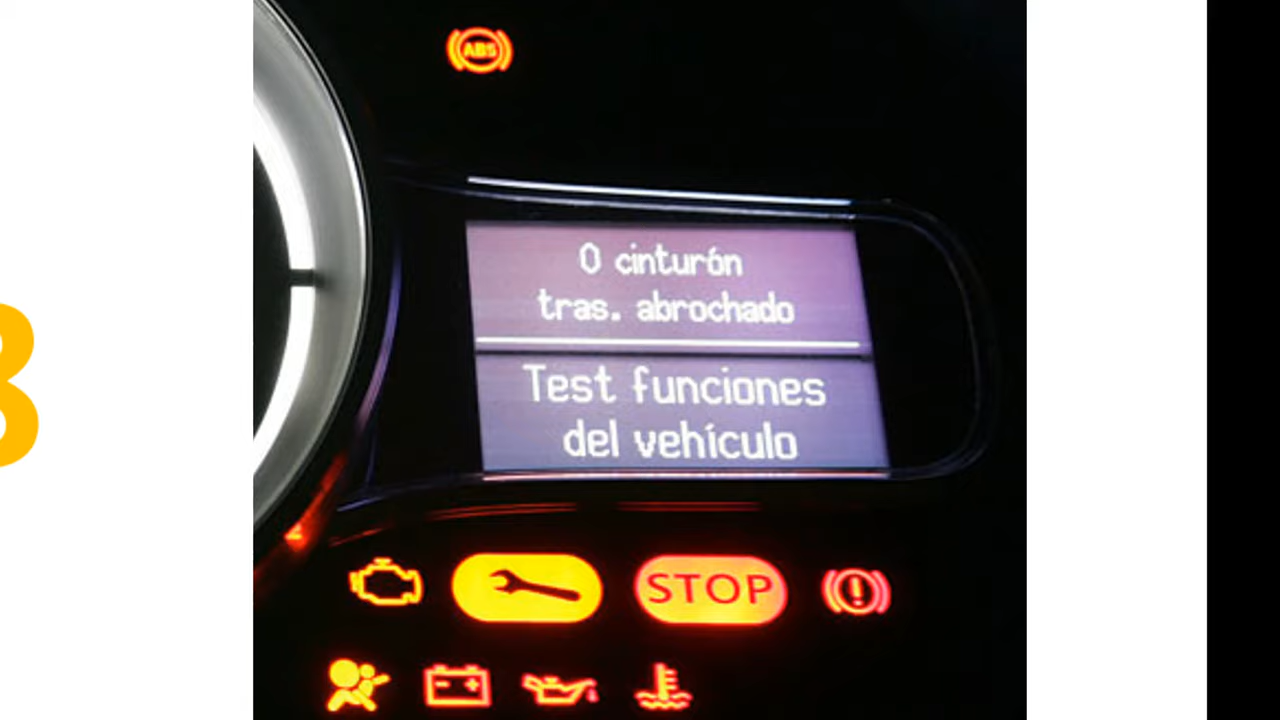 ABS
0 cinturón
tras. abrochado
Test funciones
del vehículo
STOP